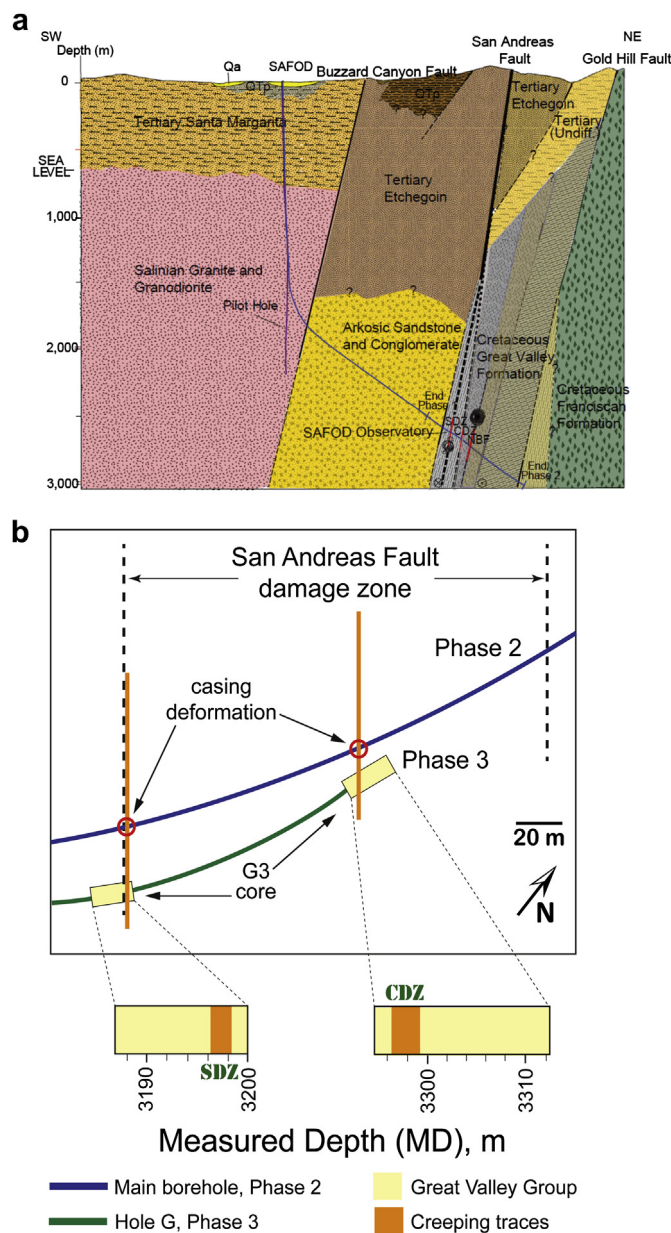 a
SW
NE
Depth (m)
Qa
SAFOD
Buzzard Canyon Fault
San Andreas
Fault
Gold Hill Fault
0
QTp
QTp
Tertiary
Etchegoin
Tertiary
(Undiff.)
Tertiary Santa Margarita
?
?
SEA
LEVEL
Tertiary
Etchegoin
?
1,000
Salinian Granite and
Granodiorite
?
?
Pilot Hole
Arkosic Sandstone
and Conglomerate
2,000
Cretaceous
Great Valley
Formation
End
Phase
SDZ
CDZ
NBF
Cretaceous
Franciscan
Formation
SAFOD Observatory
End
Phase 2
3,000
b
San Andreas Fault
damage zone
Phase 2
casing
deformation
Phase 3
20 m
G3
core
N
CDZ
SDZ
3190
3200
3300
3310
Measured Depth (MD), m
Main borehole, Phase 2
Great Valley Group
Hole G, Phase 3
Creeping traces